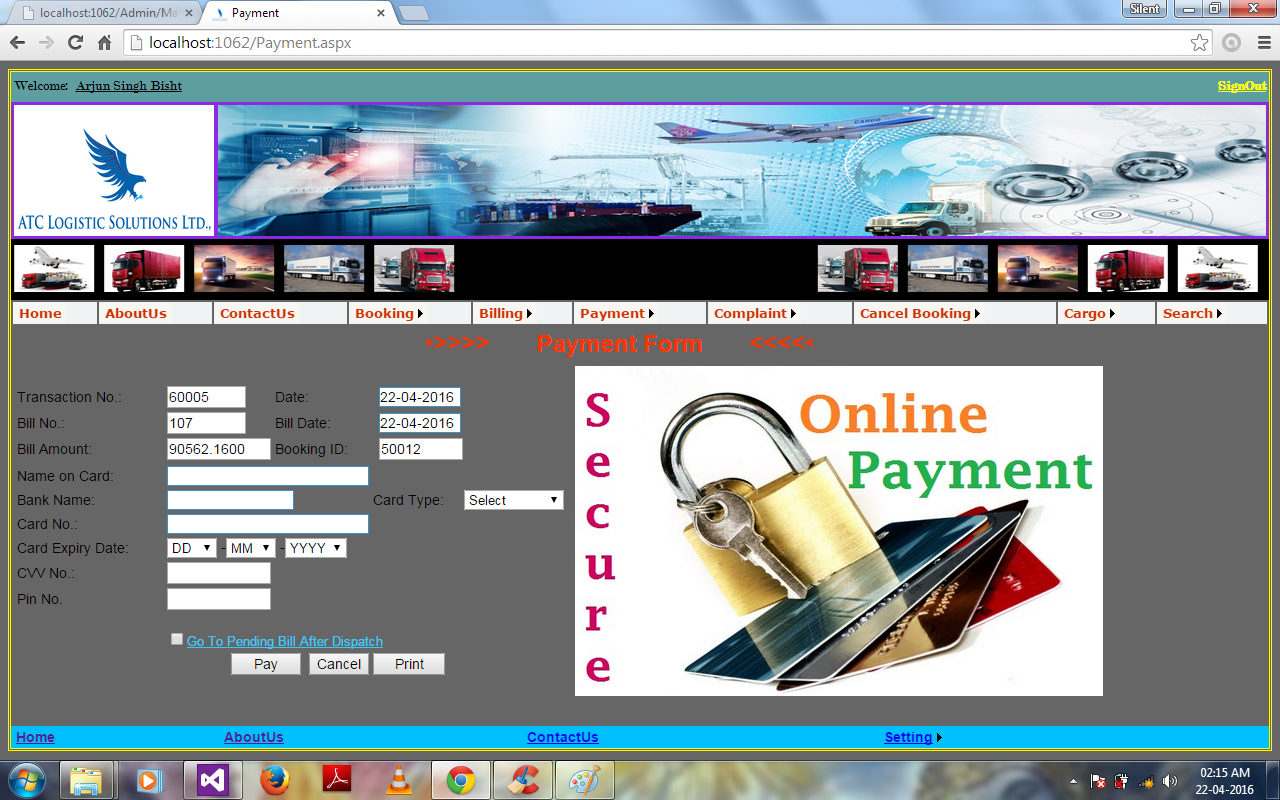 localhost:1062/Admin/Ma
Payment
Silent
localhost:1062/Payment.aspx
Welcome: Arjun Singh Bisht
SignOut
ATC LOGISTIC SOLUTIONS LTD.,
CARGO
Home AboutUs ContactUs Booking Billing Payment Complaint Cancel Booking Cargo Search
>>>>> Payment Form <<<<<
Transaction No.: 60005 Date: 22-04-2016
Bill No.: 107 Bill Date: 22-04-2016
Bill Amount: 90562.1600 Booking ID: 50012
Name on Card:
Bank Name: Card Type: Select
Card No.:
Card Expiry Date: DD - MM - YYYY
CVV No.:
Pin No.
Go To Pending Bill After Dispatch
Pay Cancel Print
Secure
Online
Payment
Home AboutUs ContactUs Setting
02:15 AM
22-04-2016